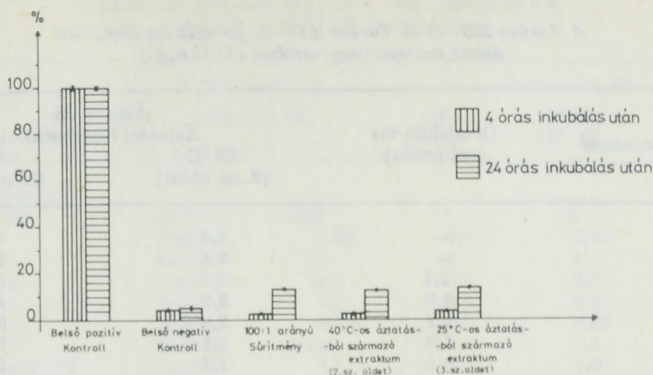 %
100
80
60
40
20
0
4 órás inkubálás után
24 órás inkubálás után
Belső pozitív
Kontroll
Belső negatív
Kontroll
100:1 arányú
Sűrítmény
40°C-os áztatás-
-ból származó
extraktum
(2.sz. oldat)
25°C-os áztatás-
-ból származó
extraktum
(3.sz. oldat)